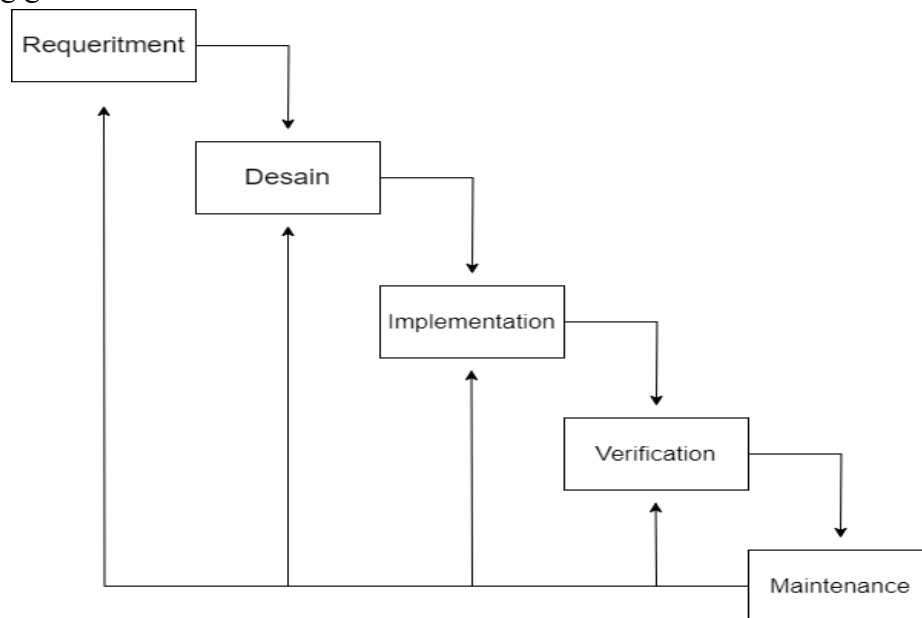 Requeritment
Desain
Implementation
Verification
Maintenance